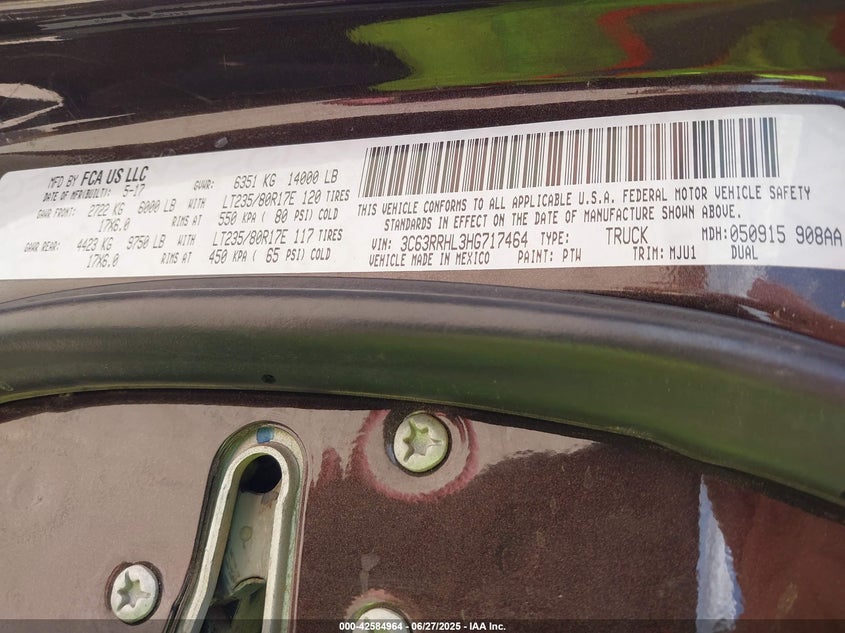 MFD BY FCA US LLC
DATE OF MFR(BUILT): 5-17
GVWR: 6351 KG 14000 LB
GAWR FRONT: 2722 KG 6000 LB WITH LT235/80R17E 120 TIRES
17X6.0 RIMS AT 550 KPA ( 80 PSI) COLD
GAWR REAR: 4423 KG 9750 LB WITH LT235/80R17E 117 TIRES
17X6.0 RIMS AT 450 KPA ( 65 PSI) COLD
THIS VEHICLE CONFORMS TO ALL APPLICABLE U.S.A. FEDERAL MOTOR VEHICLE SAFETY
STANDARDS IN EFFECT ON THE DATE OF MANUFACTURE SHOWN ABOVE.
VIN: 3C63RRHL3HG717464 TYPE: TRUCK MDH:050915 908AA
VEHICLE MADE IN MEXICO PAINT: PTW TRIM: MJU1 DUAL
000-42584964 - 06/27/2025 - IAA Inc.